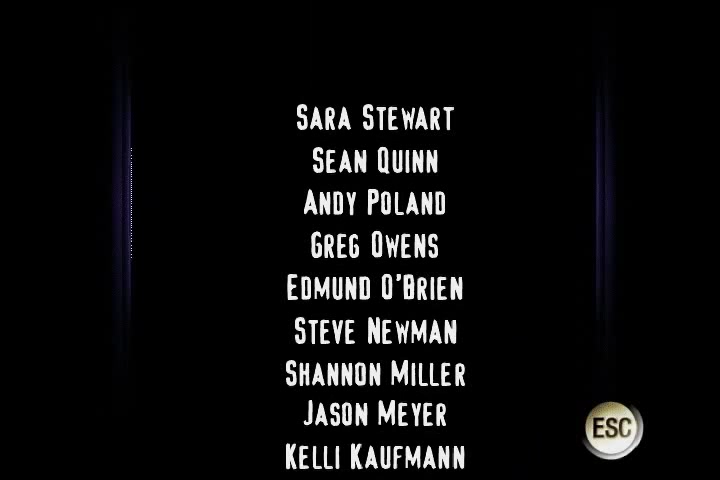 Sara Stewart
Sean Quinn
Andy Poland
Greg Owens
Edmund O'Brien
Steve Newman
Shannon Miller
Jason Meyer
Kelli Kaufmann
ESC